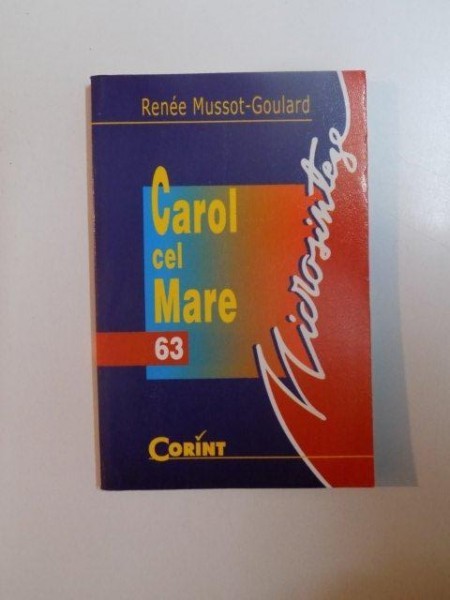 Renée Mussot-Goulard
Carol
cel
Mare
63
Microsinteze
CORINT